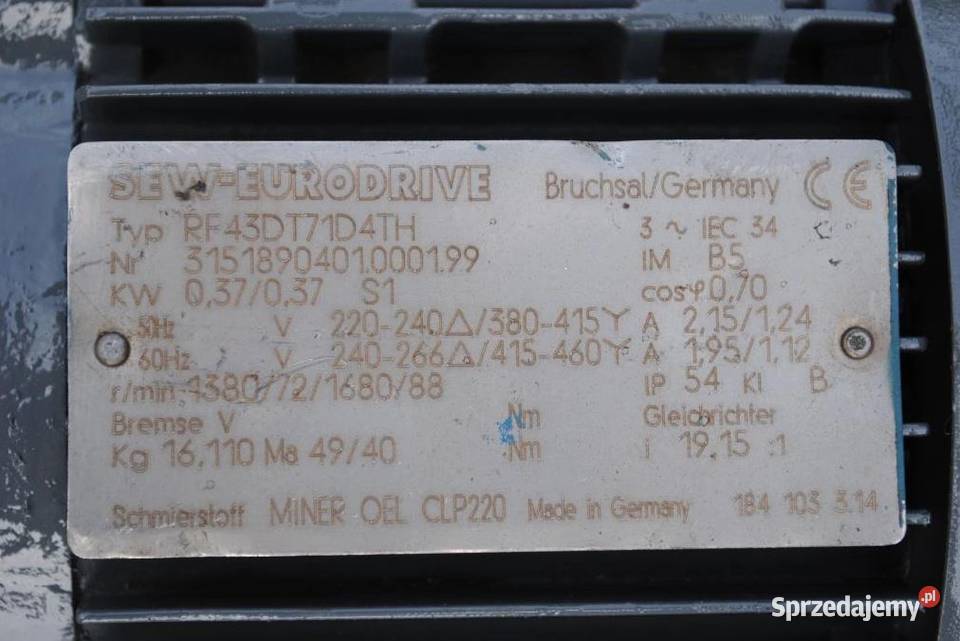 SEW-EURODRIVE Bruchsal/Germany CE
Typ RF43DT71D4TH 3 ~ IEC 34
Nr 3151890401.0001.99 IM B5
KW 0,37/0,37 S1 cosφ 0,70
50Hz V 220-240△/380-415Y A 2,15/1,24
60Hz V 240-266△/415-460Y A 1,95/1,12
r/min 1380/72/1680/88 IP 54 Kl B
Bremse V Nm Gleichrichter
Kg 16,110 Ma 49/40 Nm i 19,15 :1
Schmierstoff MINER OEL CLP220 Made in Germany 184 103 3.14
Sprzedajemy.pl